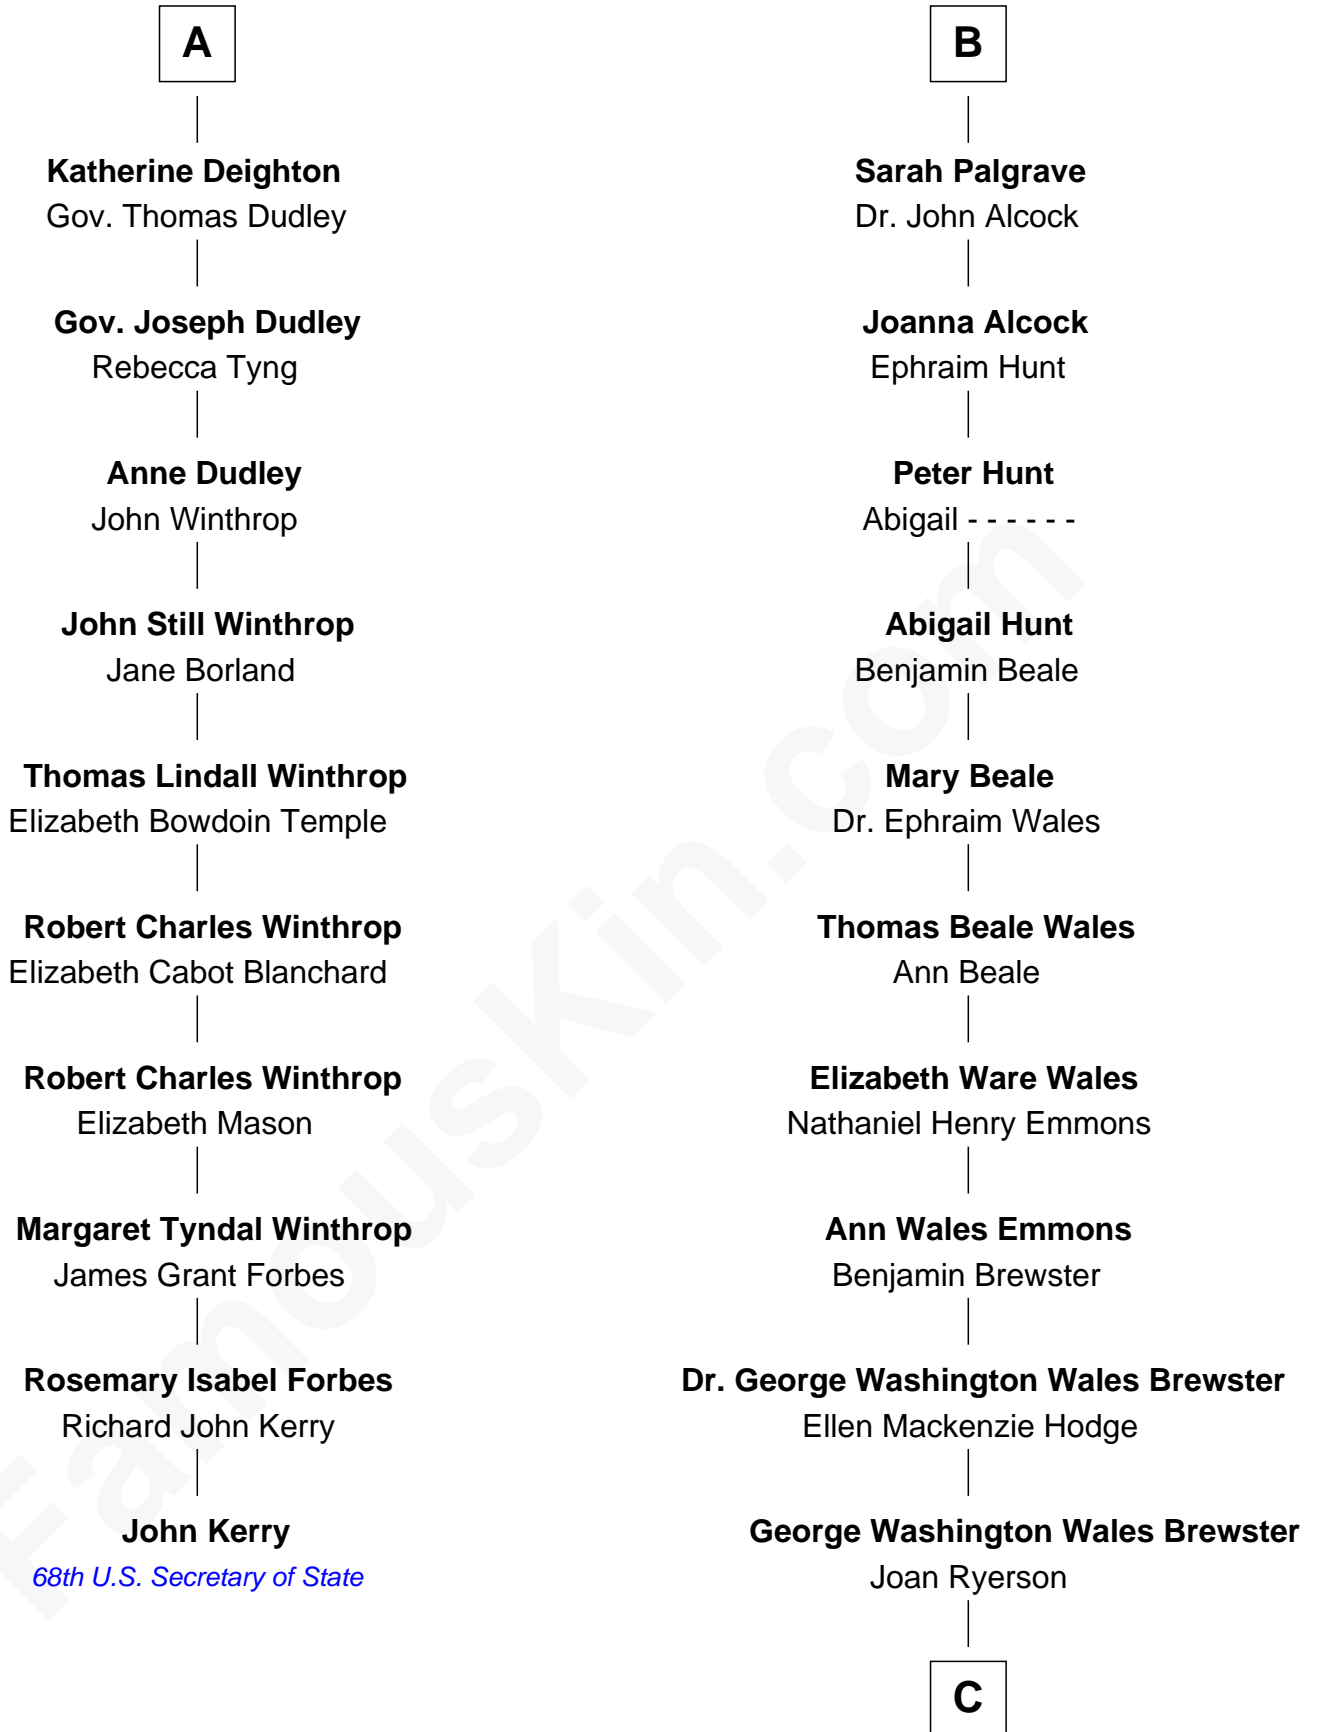 A
Katherine Deighton
Gov. Thomas Dudley
Gov. Joseph Dudley
Rebecca Tyng
Anne Dudley
John Winthrop
John Still Winthrop
Jane Borland
Thomas Lindall Winthrop
Elizabeth Bowdoin Temple
Robert Charles Winthrop
Elizabeth Cabot Blanchard
Robert Charles Winthrop
Elizabeth Mason
Margaret Tyndal Winthrop
James Grant Forbes
Rosemary Isabel Forbes
Richard John Kerry
John Kerry
68th U.S. Secretary of State
B
Sarah Palgrave
Dr. John Alcock
Joanna Alcock
Ephraim Hunt
Peter Hunt
Abigail - - - - - -
Abigail Hunt
Benjamin Beale
Mary Beale
Dr. Ephraim Wales
Thomas Beale Wales
Ann Beale
Elizabeth Ware Wales
Nathaniel Henry Emmons
Ann Wales Emmons
Benjamin Brewster
Dr. George Washington Wales Brewster
Ellen Mackenzie Hodge
George Washington Wales Brewster
Joan Ryerson
C
FamousKin.com